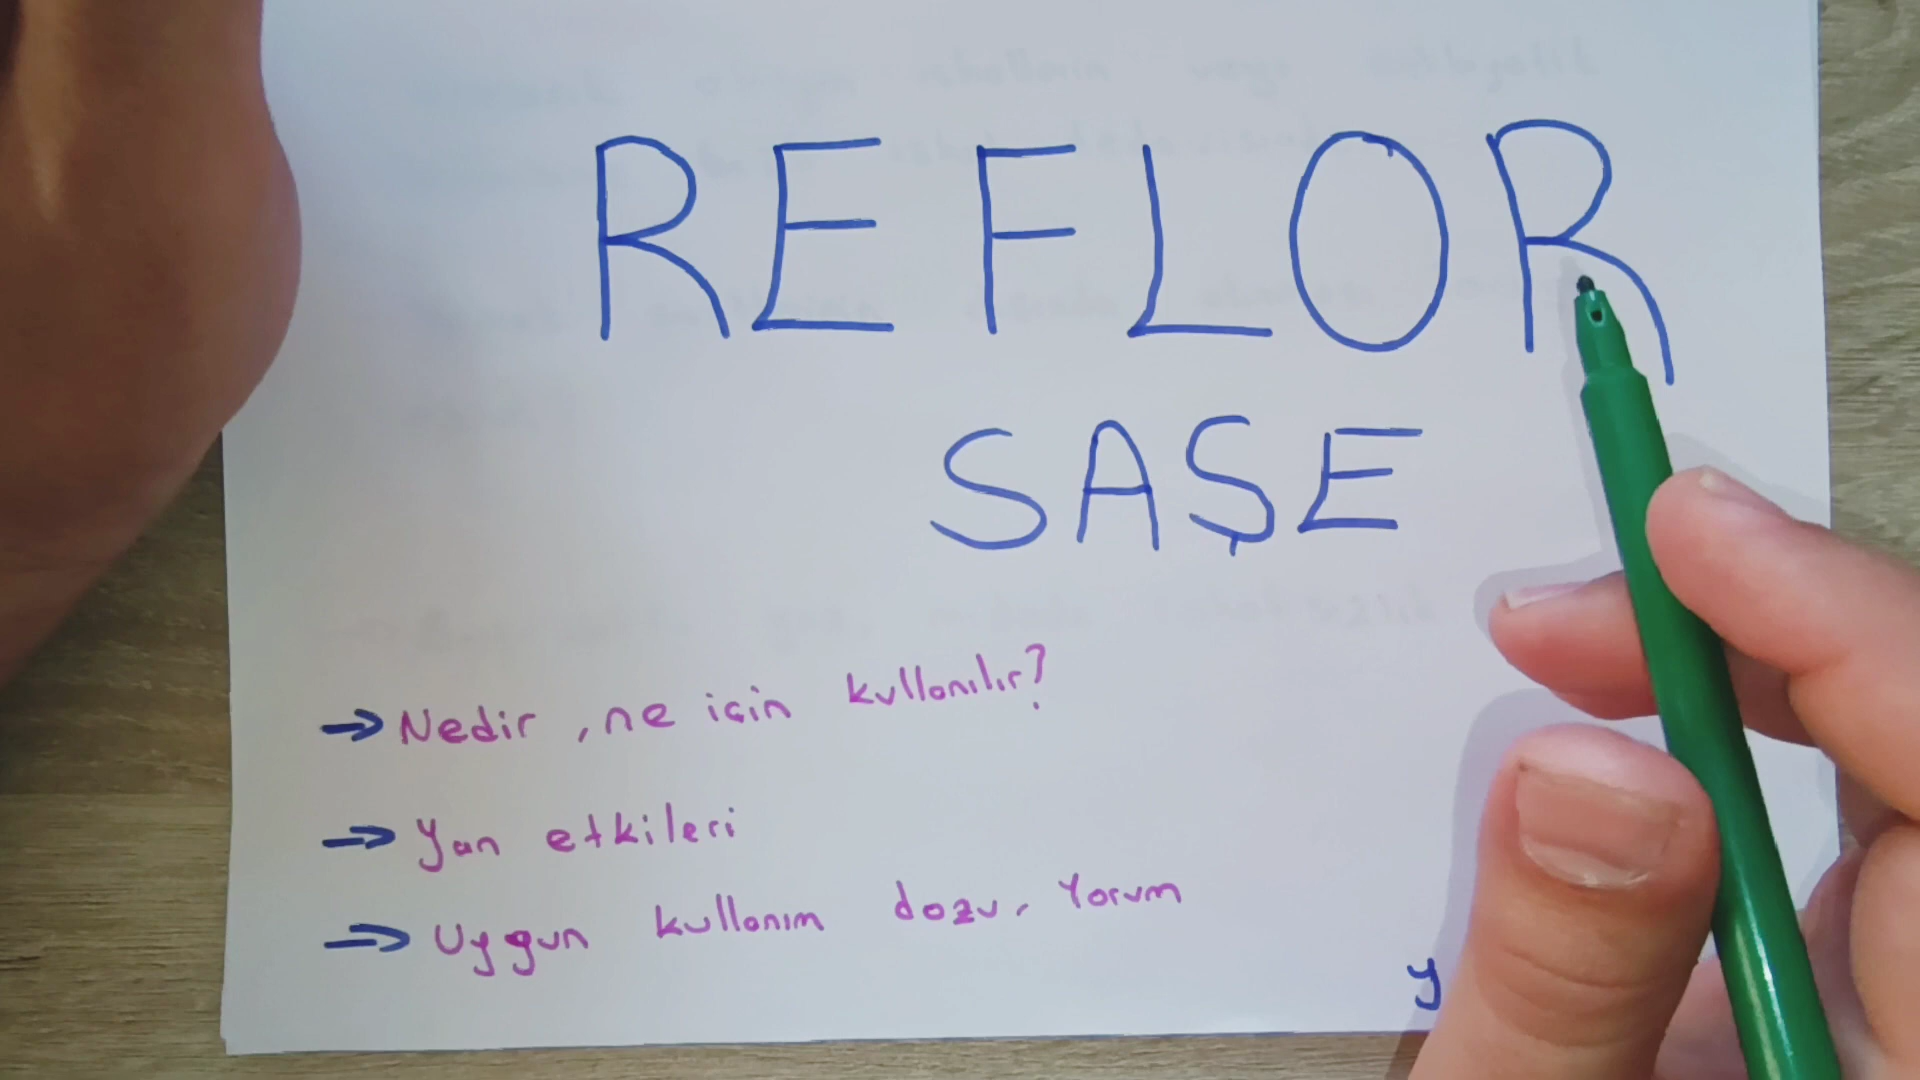 REFLOR
SAŞE
→ Nedir, ne için kullanılır?
→ Yan etkileri
→ Uygun kullanım dozu, Yorum
y